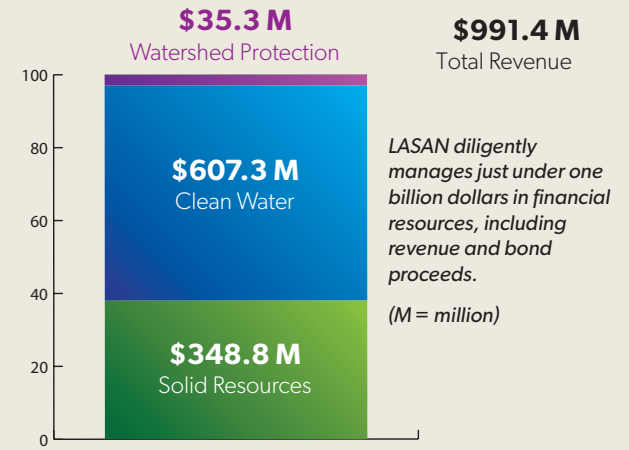 $35.3 M
Watershed Protection
$991.4 M
Total Revenue
100
80
60
40
20
0
$607.3 M
Clean Water
$348.8 M
Solid Resources
LASAN diligently
manages just under one
billion dollars in financial
resources, including
revenue and bond
proceeds.
(M = million)